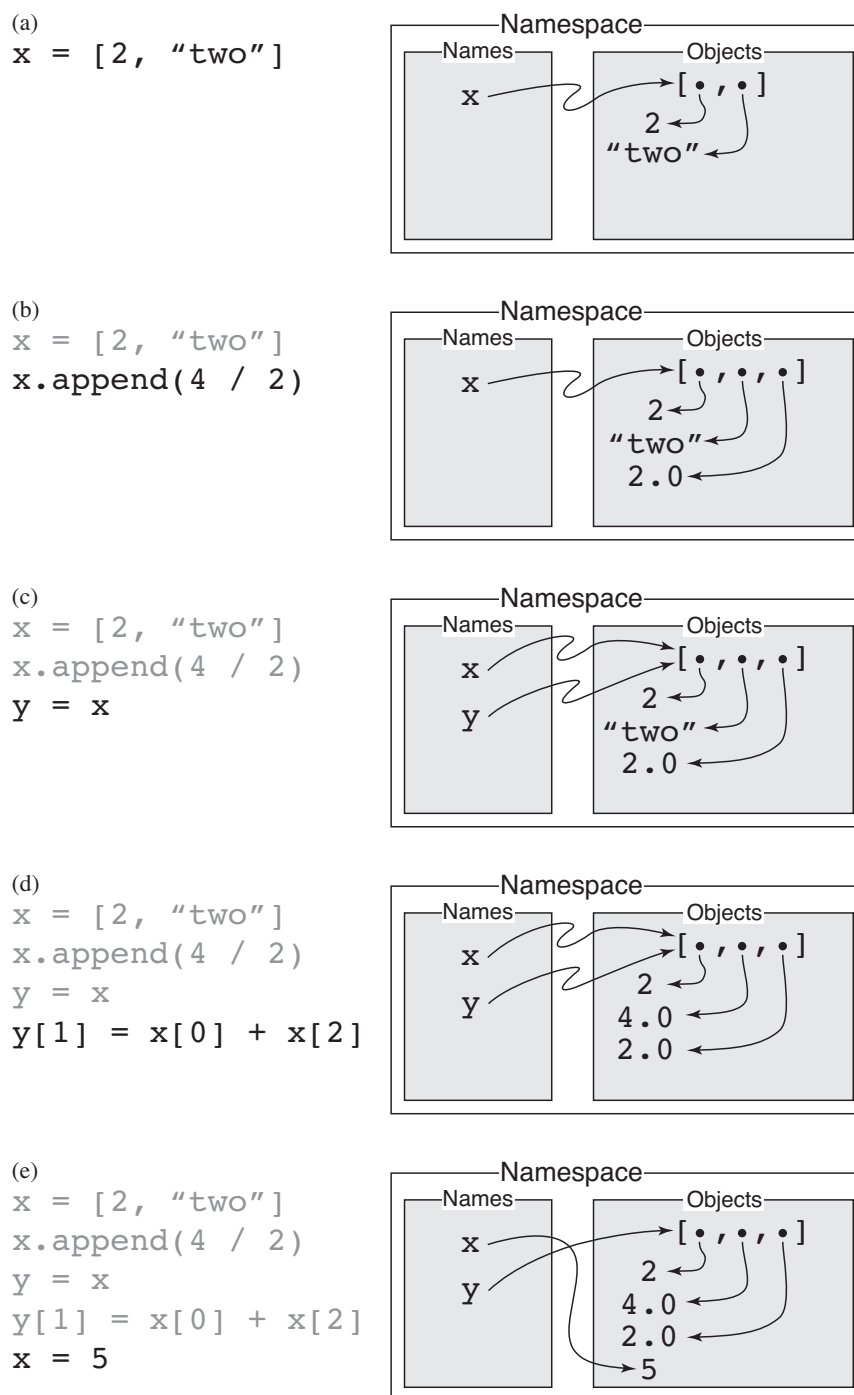 (a)
x = [2, “two”]
Namespace
Names
Objects
x
[•,•]
2
“two”
(b)
x = [2, “two”]
x.append(4 / 2)
Namespace
Names
Objects
x
[•,•,•]
2
“two”
2.0
(c)
x = [2, “two”]
x.append(4 / 2)
y = x
Namespace
Names
Objects
x
y
[•,•,•]
2
“two”
2.0
(d)
x = [2, “two”]
x.append(4 / 2)
y = x
y[1] = x[0] + x[2]
Namespace
Names
Objects
x
y
[•,•,•]
2
4.0
2.0
(e)
x = [2, “two”]
x.append(4 / 2)
y = x
y[1] = x[0] + x[2]
x = 5
Namespace
Names
Objects
x
y
[•,•,•]
2
4.0
2.0
5